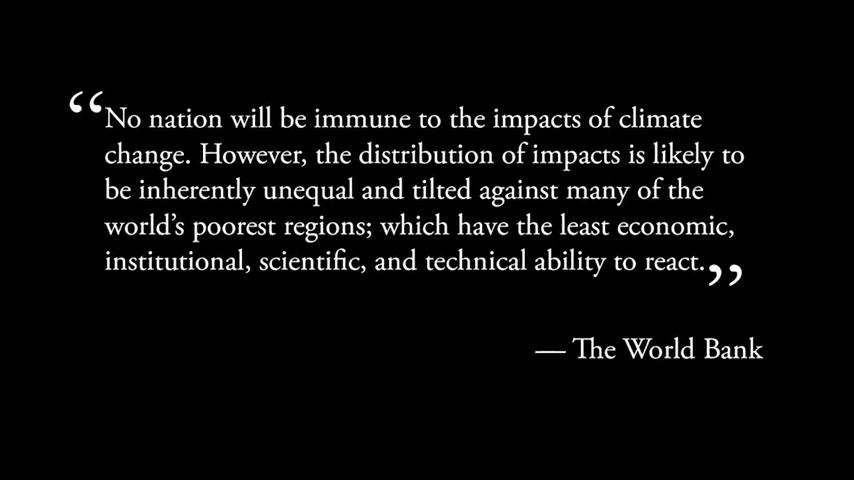 “No nation will be immune to the impacts of climate
change. However, the distribution of impacts is likely to
be inherently unequal and tilted against many of the
world’s poorest regions; which have the least economic,
institutional, scientific, and technical ability to react.”
— The World Bank